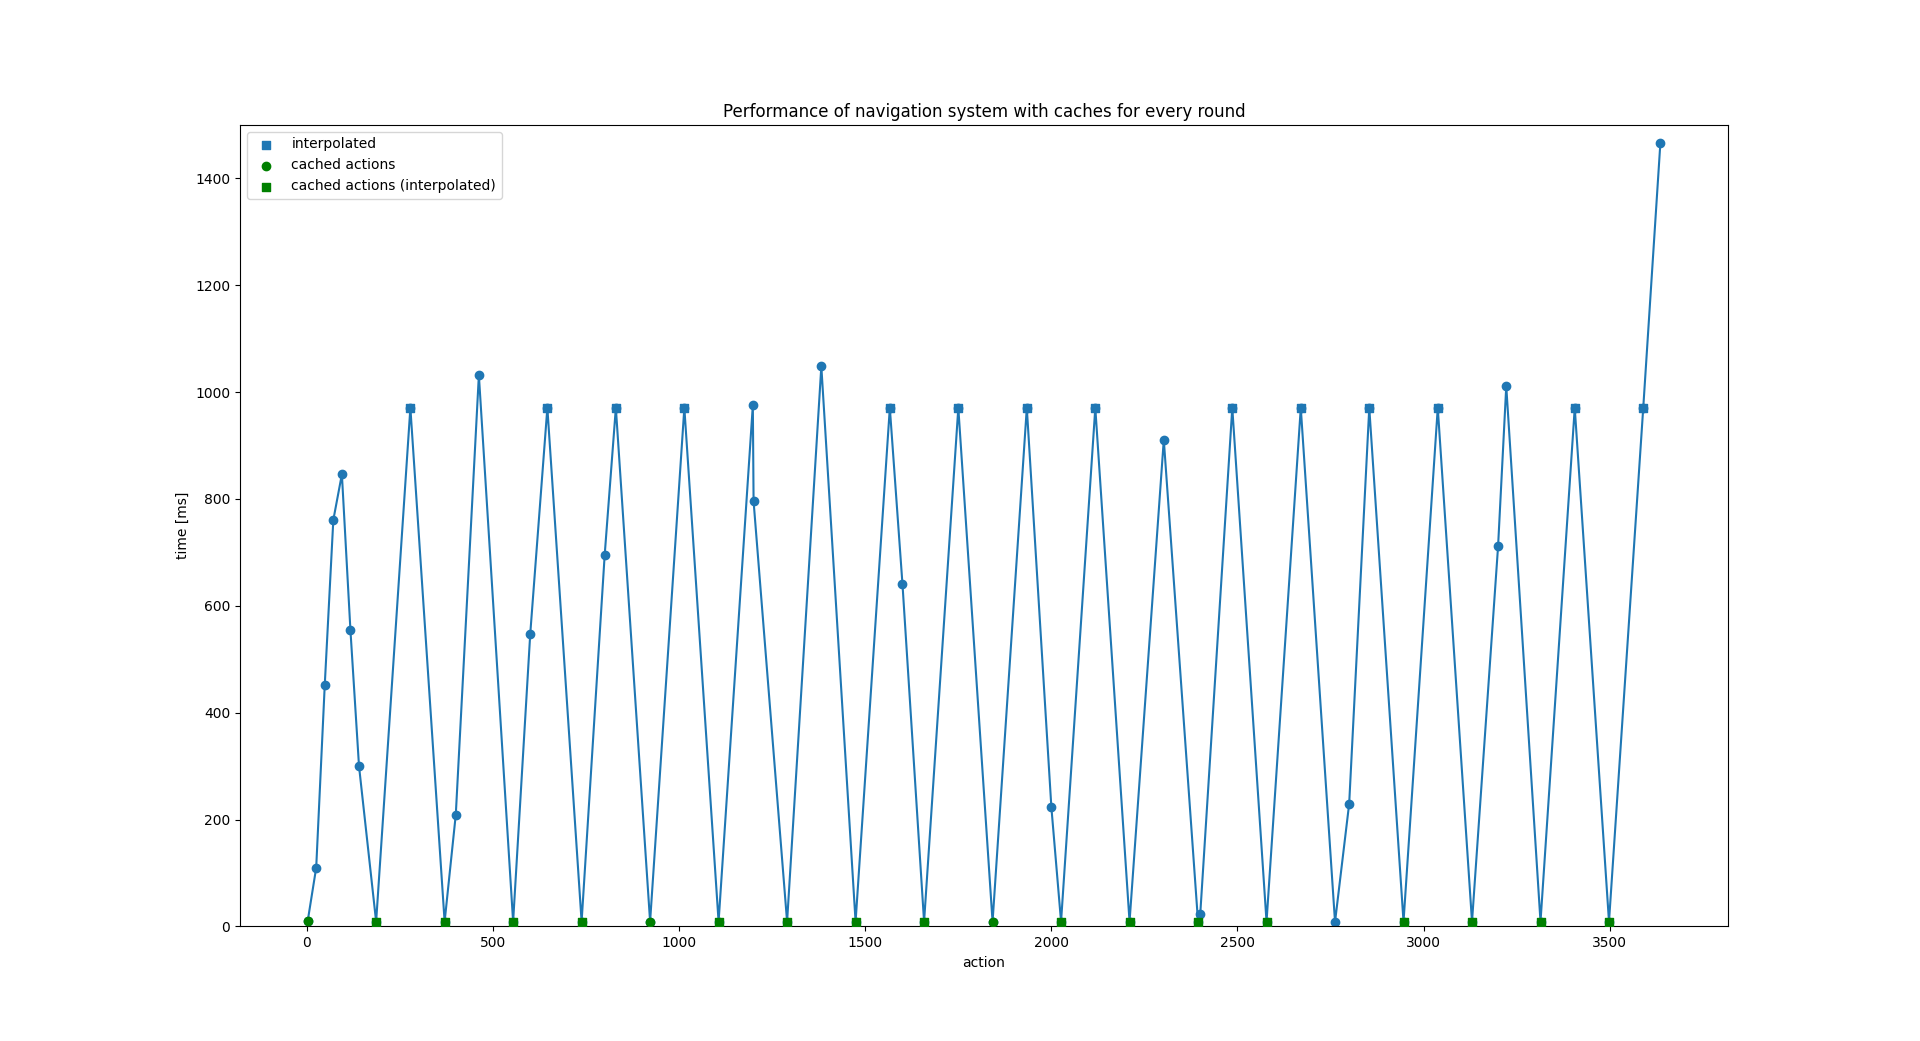 Performance of navigation system with caches for every round
interpolated
cached actions
cached actions (interpolated)
1400
1200
1000
800
600
400
200
0
time [ms]
0 500 1000 1500 2000 2500 3000 3500
action